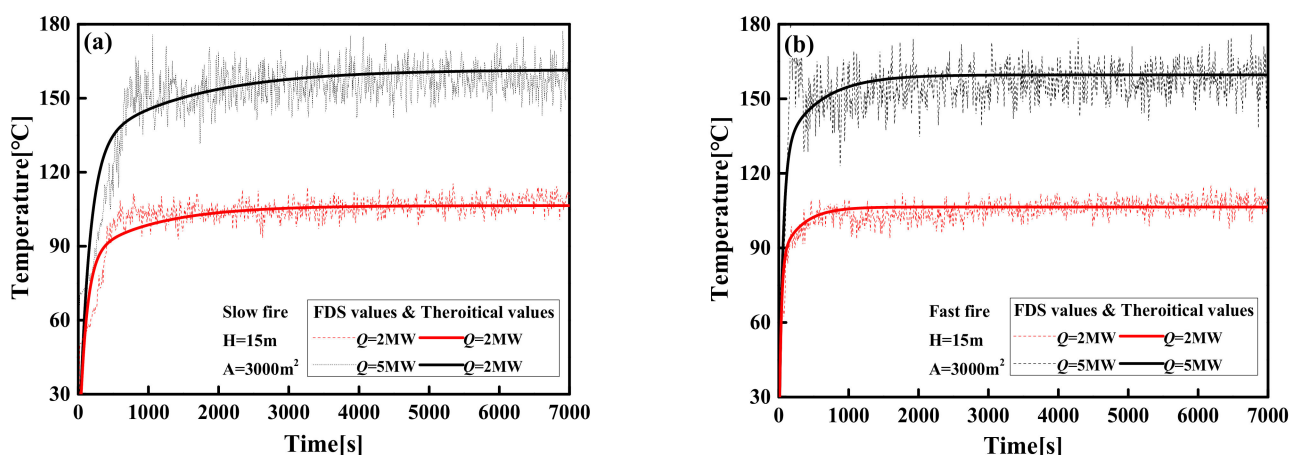 (a)
Temperature[℃]
180
150
120
90
60
30
Slow fire
H=15m
A=3000m²
FDS values & Theroitical values
Q=2MW Q=2MW
Q=5MW Q=2MW
0 1000 2000 3000 4000 5000 6000 7000
Time[s]
(b)
Temperature[℃]
180
150
120
90
60
30
Fast fire
H=15m
A=3000m²
FDS values & Theroitical values
Q=2MW Q=2MW
Q=5MW Q=5MW
0 1000 2000 3000 4000 5000 6000 7000
Time[s]